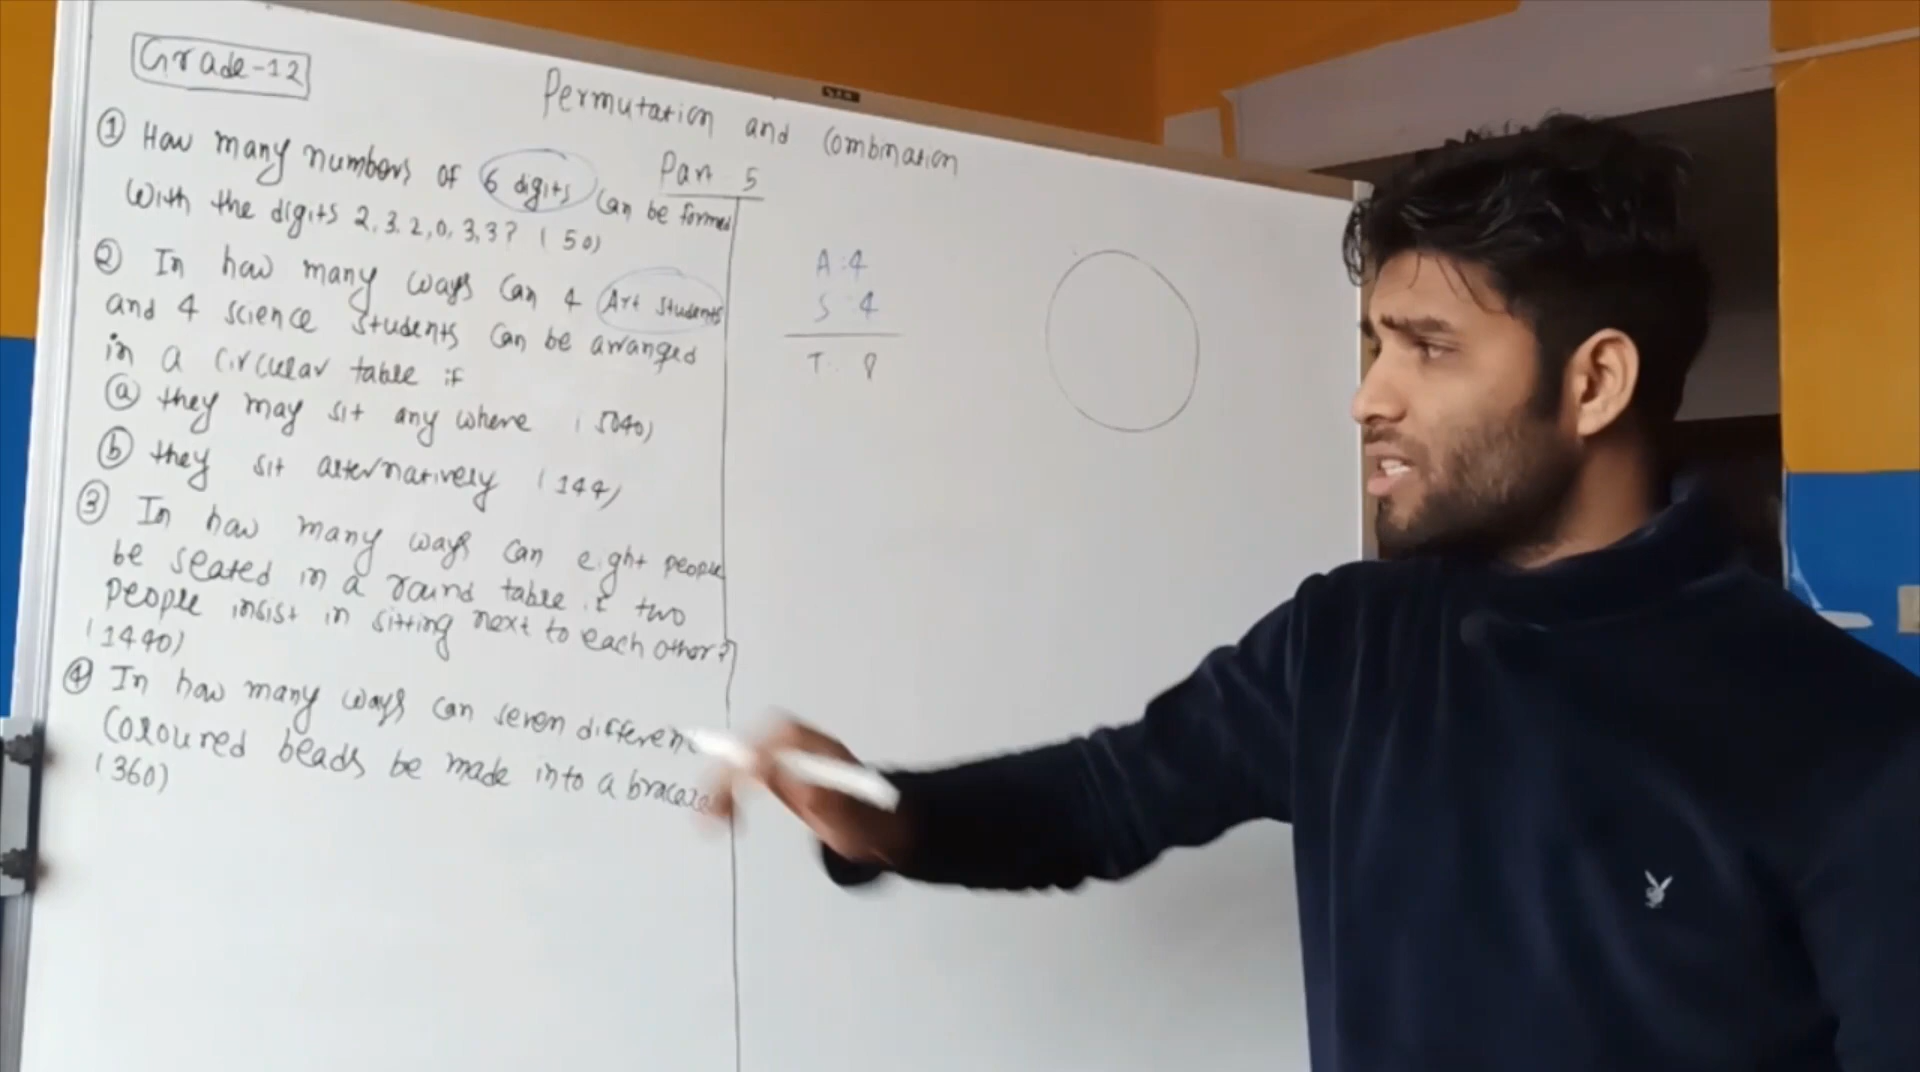 Grade-12
Permutation and Combination
Part 5
① How many numbers of 6 digits can be formed
with the digits 2, 3, 2, 0, 3, 3? (50)
② In how many ways can 4 Art students
and 4 science students can be arranged
in a circular table if
ⓐ they may sit any where (5040)
ⓑ they sit alternatively (144)
③ In how many ways can eight people
be seated in a round table if two
people insist in sitting next to each other?
(1440)
④ In how many ways can seven different
coloured beads be made into a
(360)
A : 4
S : 4
T : 8